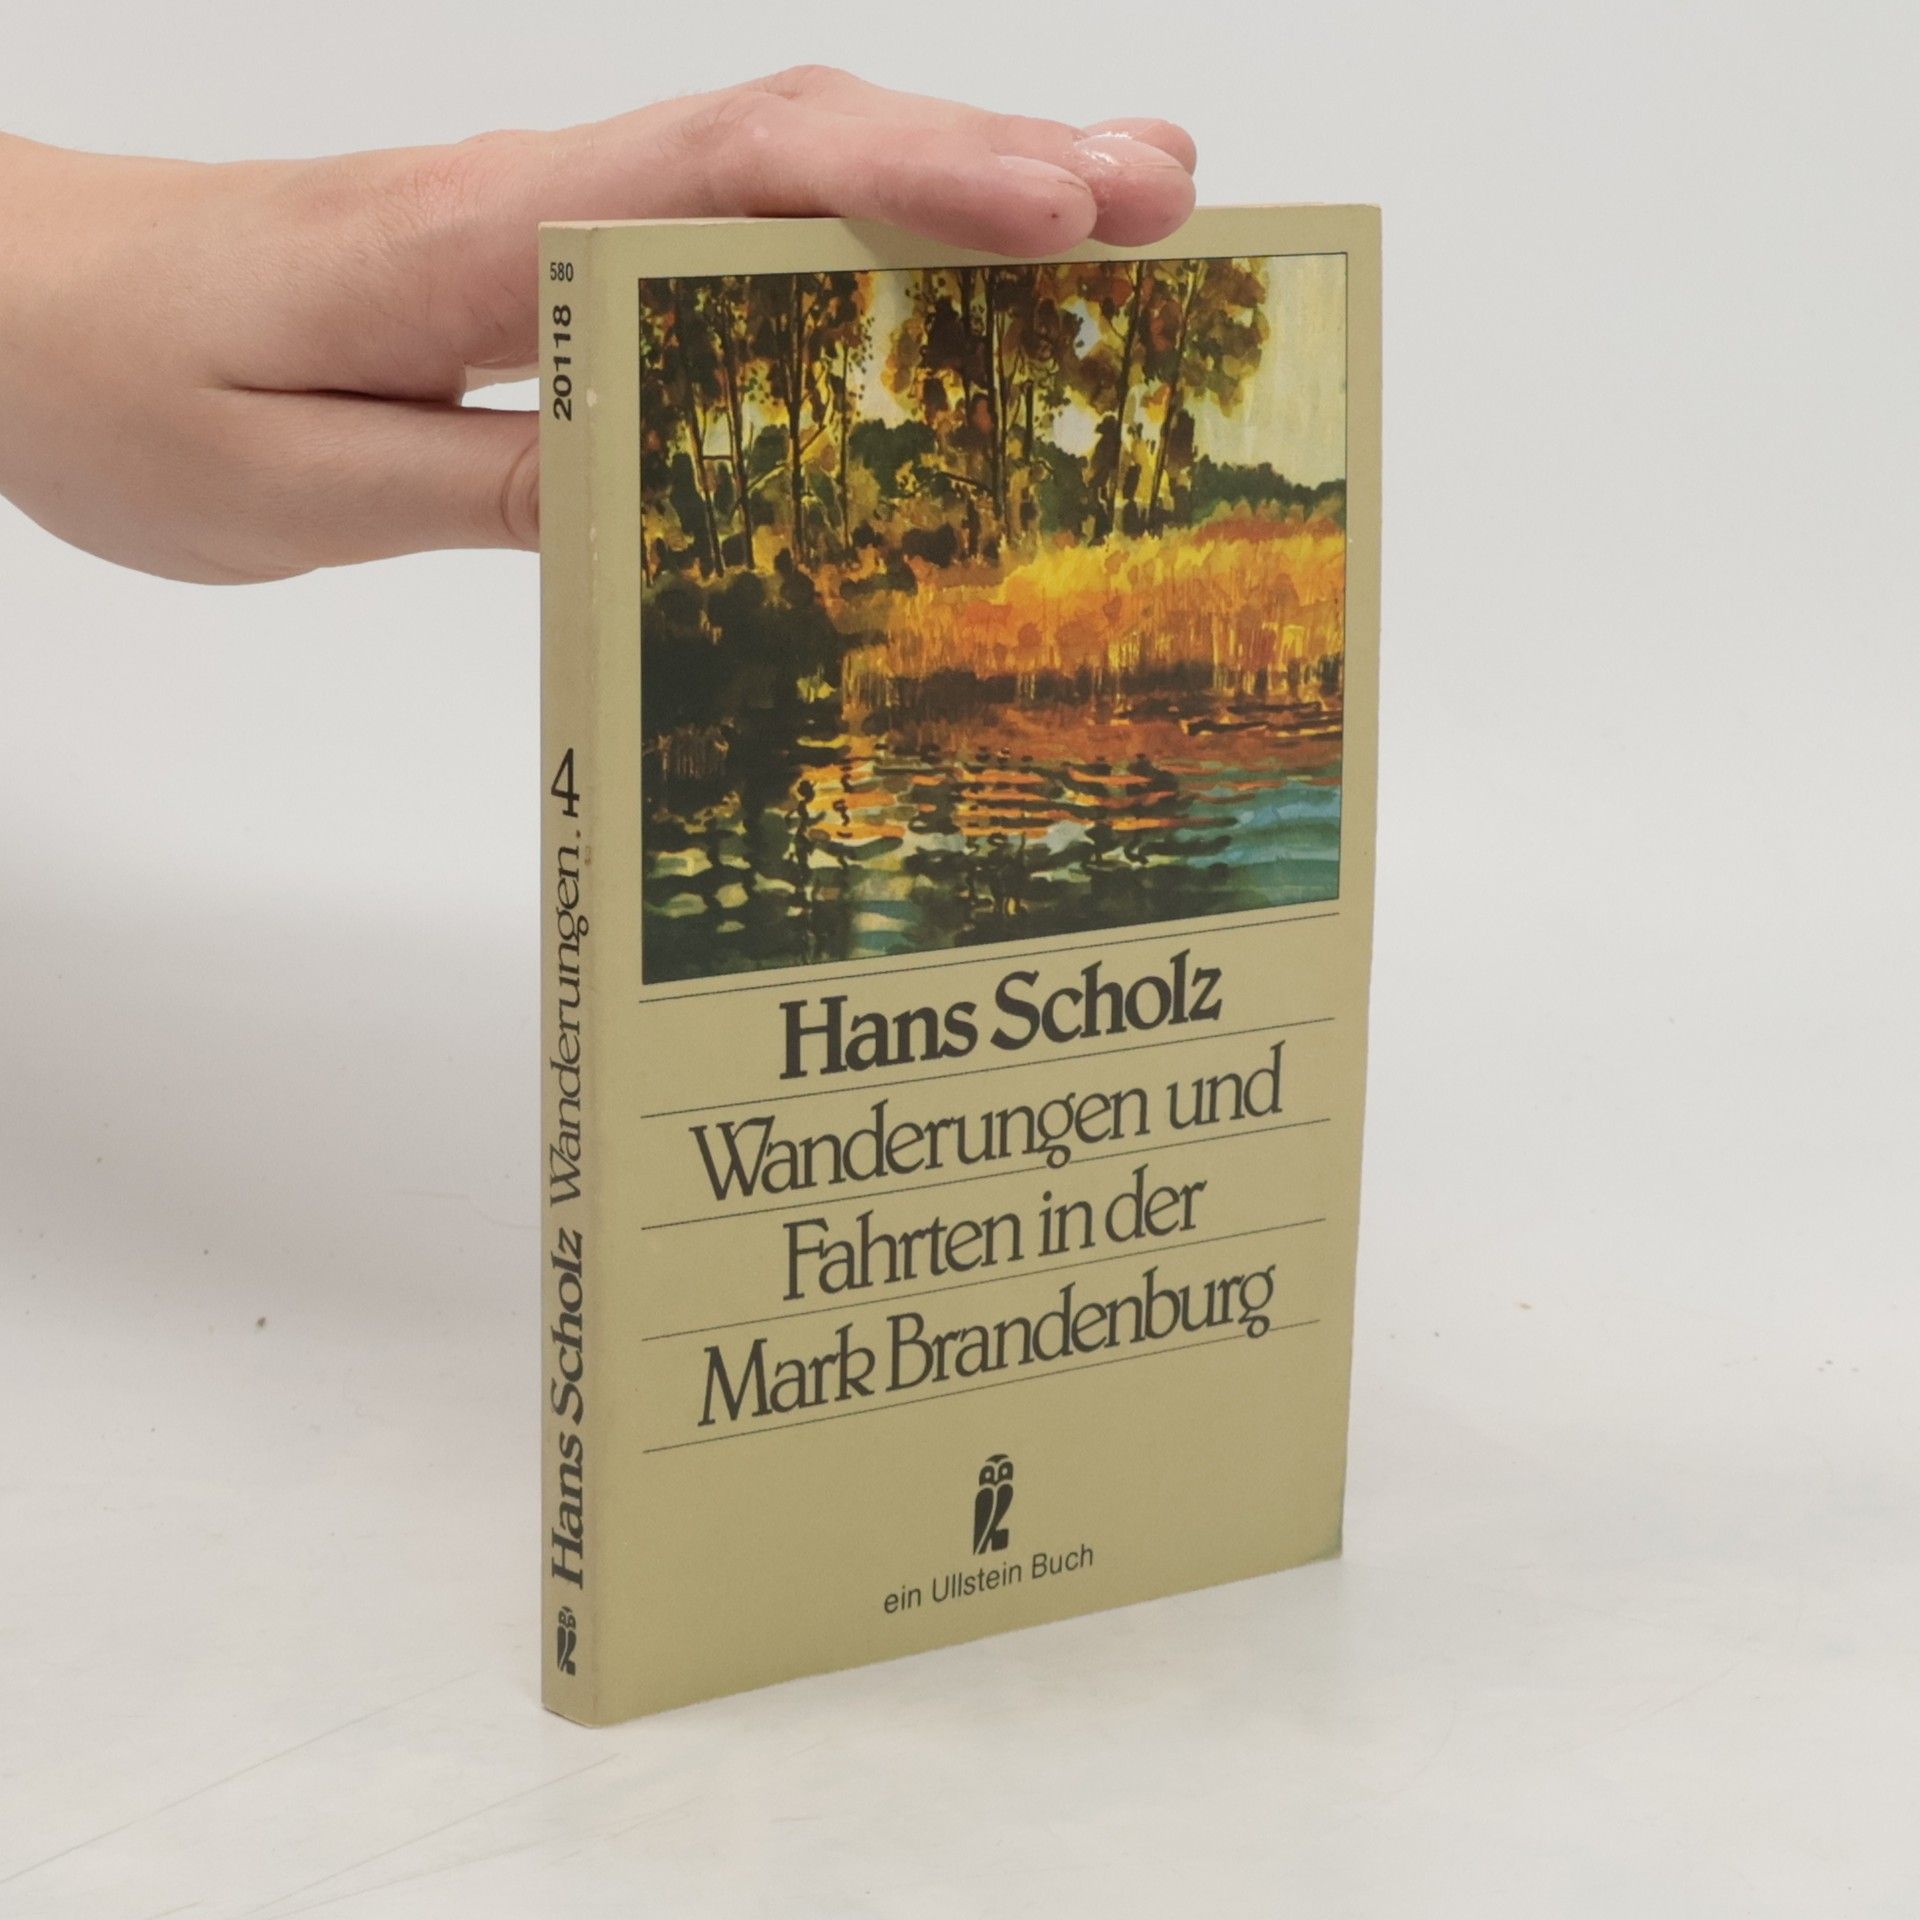 580
20118
Hans Scholz Wanderungen. 4
Hans Scholz
Wanderungen und
Fahrten in der
Mark Brandenburg
ein Ullstein Buch